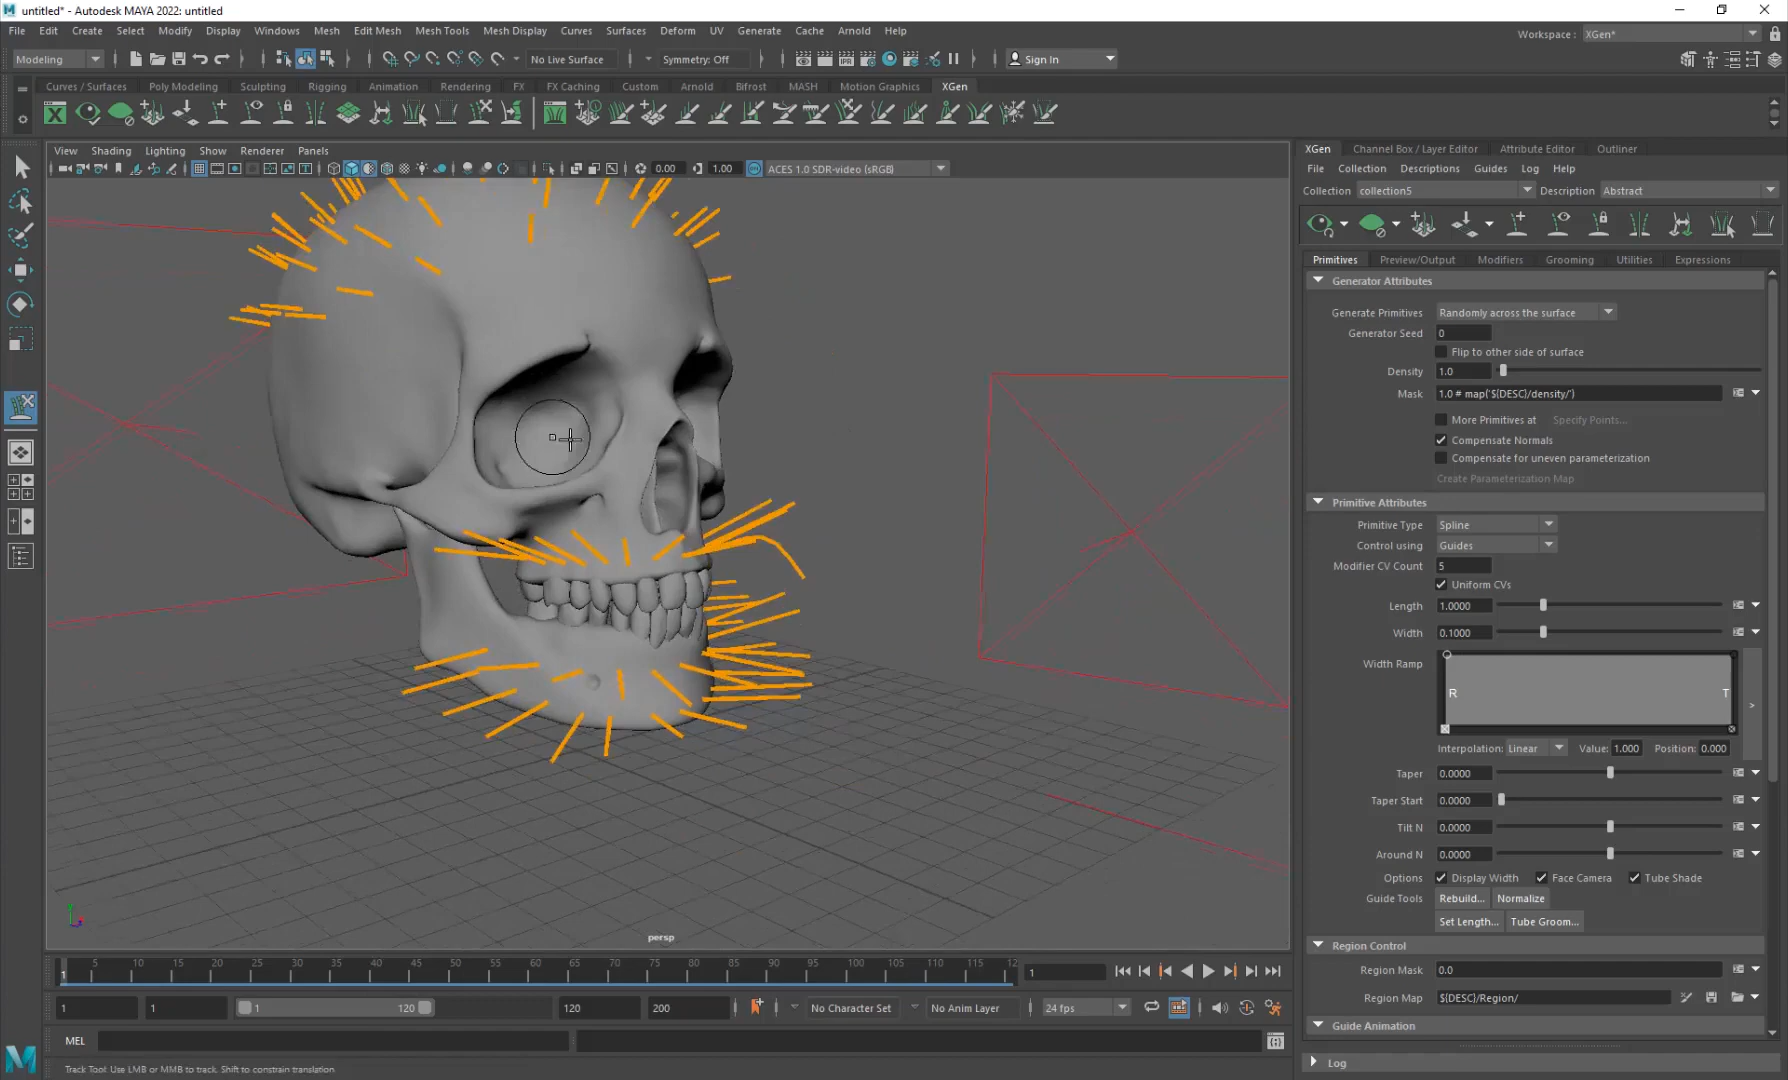 untitled* - Autodesk MAYA 2022: untitled
File Edit Create Select Modify Display Windows Mesh Edit Mesh Mesh Tools Mesh Display Curves Surfaces Deform UV Generate Cache Arnold Help
Workspace : XGen*
Modeling No Live Surface Symmetry: Off Sign In
Curves / Surfaces Poly Modeling Sculpting Rigging Animation Rendering FX FX Caching Custom Arnold Bifrost MASH Motion Graphics XGen
View Shading Lighting Show Renderer Panels
0.00 1.00 ACES 1.0 SDR-video (sRGB)
XGen Channel Box / Layer Editor Attribute Editor Outliner
File Collection Descriptions Guides Log Help
Collection collection5 Description Abstract
Primitives Preview/Output Modifiers Grooming Utilities Expressions
Generator Attributes
Generate Primitives Randomly across the surface
Generator Seed 0
Flip to other side of surface
Density 1.0
Mask 1.0 # map('${DESC}/density/')
More Primitives at Specify Points...
Compensate Normals
Compensate for uneven parameterization
Create Parameterization Map
Primitive Attributes
Primitive Type Spline
Control using Guides
Modifier CV Count 5
Uniform CVs
Length 1.0000
Width 0.1000
Width Ramp
R T
>
Interpolation: Linear Value: 1.000 Position: 0.000
Taper 0.0000
Taper Start 0.0000
Tilt N 0.0000
Around N 0.0000
Options Display Width Face Camera Tube Shade
Guide Tools Rebuild... Normalize
Set Length... Tube Groom...
Region Control
Region Mask 0.0
Region Map ${DESC}/Region/
Guide Animation
Log
persp
1 5 10 15 20 25 30 35 40 45 50 55 60 65 70 75 80 85 90 95 100 105 110 115 12
1
1 1 1 120 120 200 No Character Set No Anim Layer 24 fps
MEL
Track Tool: Use LMB or MMB to track. Shift to constrain translation